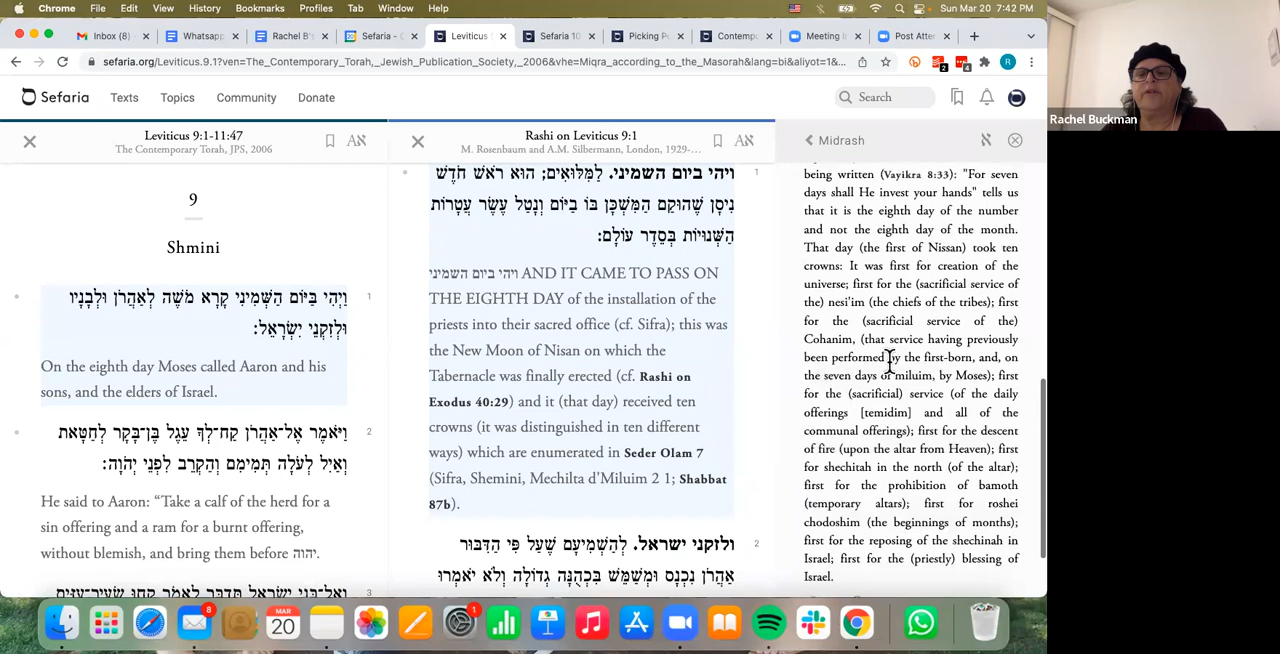 Chrome File Edit View History Bookmarks Profiles Tab Window Help Sun Mar 20 7:42 PM
Inbox (8) Whatsapp Rachel B's Sefaria - Leviticus Sefaria 10 Picking P Contempo Meeting I Post Atten
sefaria.org/Leviticus.9.1?ven=The_Contemporary_Torah,_Jewish_Publication_Society,_2006&vhe=Miqra_according_to_the_Masorah&lang=bi&aliyot=1&...
2
4
R
Sefaria Texts Topics Community Donate Search
Leviticus 9:1-11:47
The Contemporary Torah, JPS, 2006
9
Shmini
1
וַיְהִי בַּיּוֹם הַשְּׁמִינִי קָרָא מֹשֶׁה לְאַהֲרֹן וּלְבָנָיו
וּלְזִקְנֵי יִשְׂרָאֵל׃
On the eighth day Moses called Aaron and his
sons, and the elders of Israel.
2
וַיֹּאמֶר אֶל־אַהֲרֹן קַח־לְךָ עֵגֶל בֶּן־בָּקָר לְחַטָּאת
וְאַיִל לְעֹלָה תְּמִימִם וְהַקְרֵב לִפְנֵי יְהֹוָה׃
He said to Aaron: “Take a calf of the herd for a
sin offering and a ram for a burnt offering,
without blemish, and bring them before יהוה.
3
Rashi on Leviticus 9:1
M. Rosenbaum and A.M. Silbermann, London, 1929-...
1
ויהי ביום השמיני. לַמִּלּוּאִים; הוּא רֹאשׁ חֹדֶשׁ
נִיסָן שֶׁהוּקַם הַמִּשְׁכָּן בּוֹ בַיּוֹם וְנָטַל עֶשֶׂר עֲטָרוֹת
הַשְּׁנוּיוֹת בְּסֵדֶר עוֹלָם:
ויהי ביום השמיני AND IT CAME TO PASS ON
THE EIGHTH DAY of the installation of the
priests into their sacred office (cf. Sifra); this was
the New Moon of Nisan on which the
Tabernacle was finally erected (cf. Rashi on
Exodus 40:29) and it (that day) received ten
crowns (it was distinguished in ten different
ways) which are enumerated in Seder Olam 7
(Sifra, Shemini, Mechilta d'Miluim 2 1; Shabbat
87b).
2
ולזקני ישראל. לְהַשְׁמִיעָם שֶׁעַל פִּי הַדִּבּוּר
אַהֲרֹן נִכְנָס וּמְשַׁמֵּשׁ בִּכְהֻנָּה גְדוֹלָה וְלֹא יֹאמְרוּ
Midrash
being written (Vayikra 8:33): "For seven
days shall He invest your hands" tells us
that it is the eighth day of the number
and not the eighth day of the month.
That day (the first of Nissan) took ten
crowns: It was first for creation of the
universe; first for the (sacrificial service of
the) nesi'im (the chiefs of the tribes); first
for the (sacrificial service of the)
Cohanim, (that service having previously
been performed by the first-born, and, on
the seven days of miluim, by Moses); first
for the (sacrificial) service (of the daily
offerings [temidim] and all of the
communal offerings); first for the descent
of fire (upon the altar from Heaven); first
for shechitah in the north (of the altar);
first for the prohibition of bamoth
(temporary altars); first for roshei
chodoshim (the beginnings of months);
first for the reposing of the shechinah in
Israel; first for the (priestly) blessing of
Israel.
Rachel Buckman
8
MAR
20
1